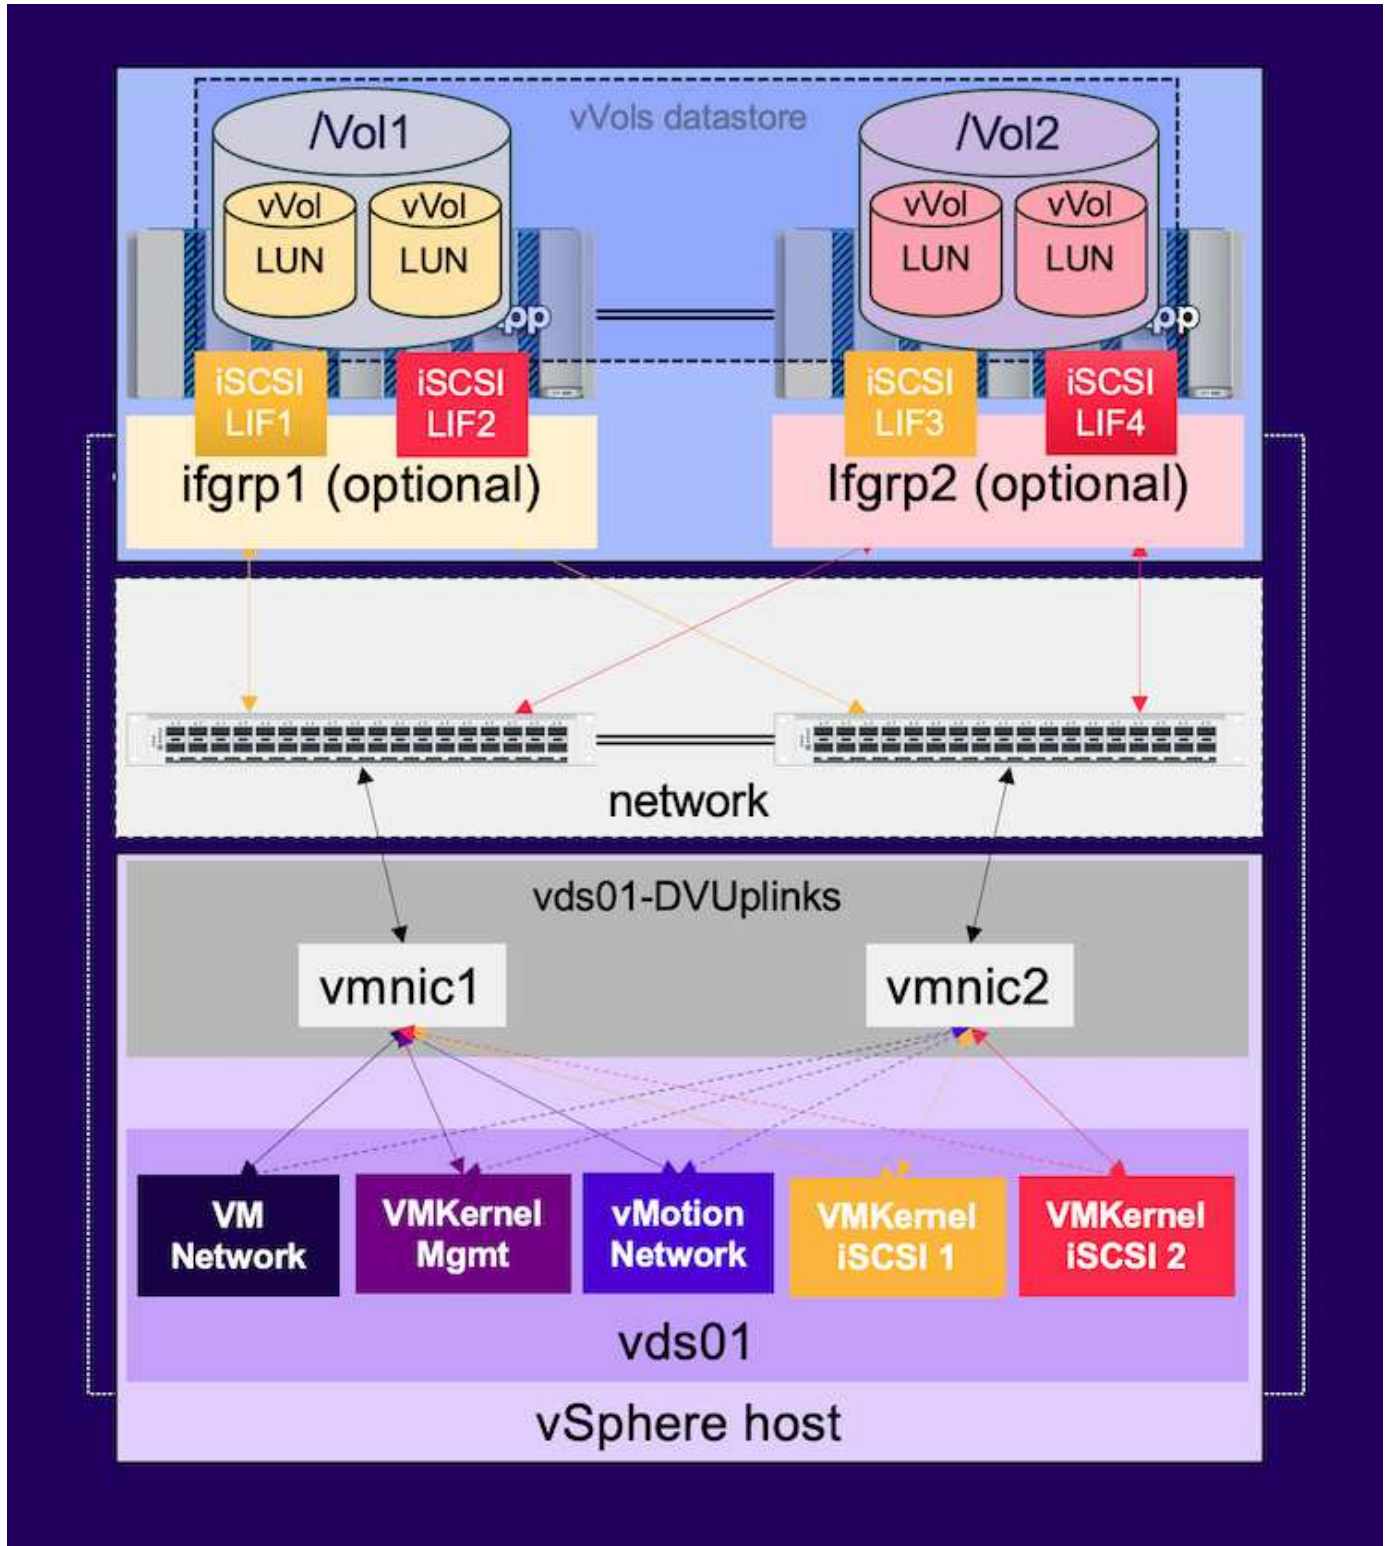 vVols datastore
/Vol1
/Vol2
vVol
vVol
vVol
vVol
LUN
LUN
LUN
LUN
pp
pp
iSCSI
LIF1
iSCSI
LIF2
iSCSI
LIF3
iSCSI
LIF4
ifgrp1 (optional)
Ifgrp2 (optional)
network
vds01-DVUplinks
vmnic1
vmnic2
VM
Network
VMKernel
Mgmt
vMotion
Network
VMKernel
iSCSI 1
VMKernel
iSCSI 2
vds01
vSphere host